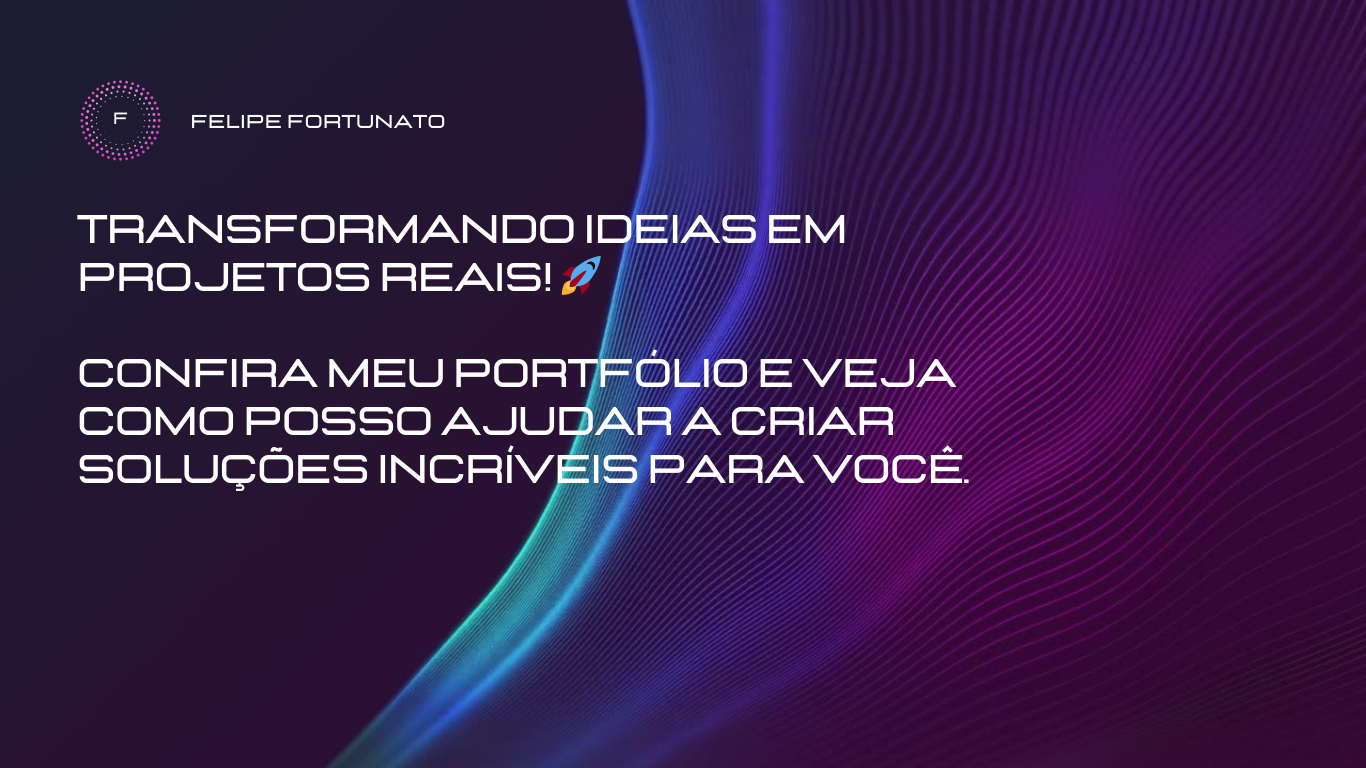 F
FELIPE FORTUNATO
TRANSFORMANDO IDEIAS EM
PROJETOS REAIS! 🚀
CONFIRA MEU PORTFÓLIO E VEJA
COMO POSSO AJUDAR A CRIAR
SOLUÇÕES INCRÍVEIS PARA VOCÊ.